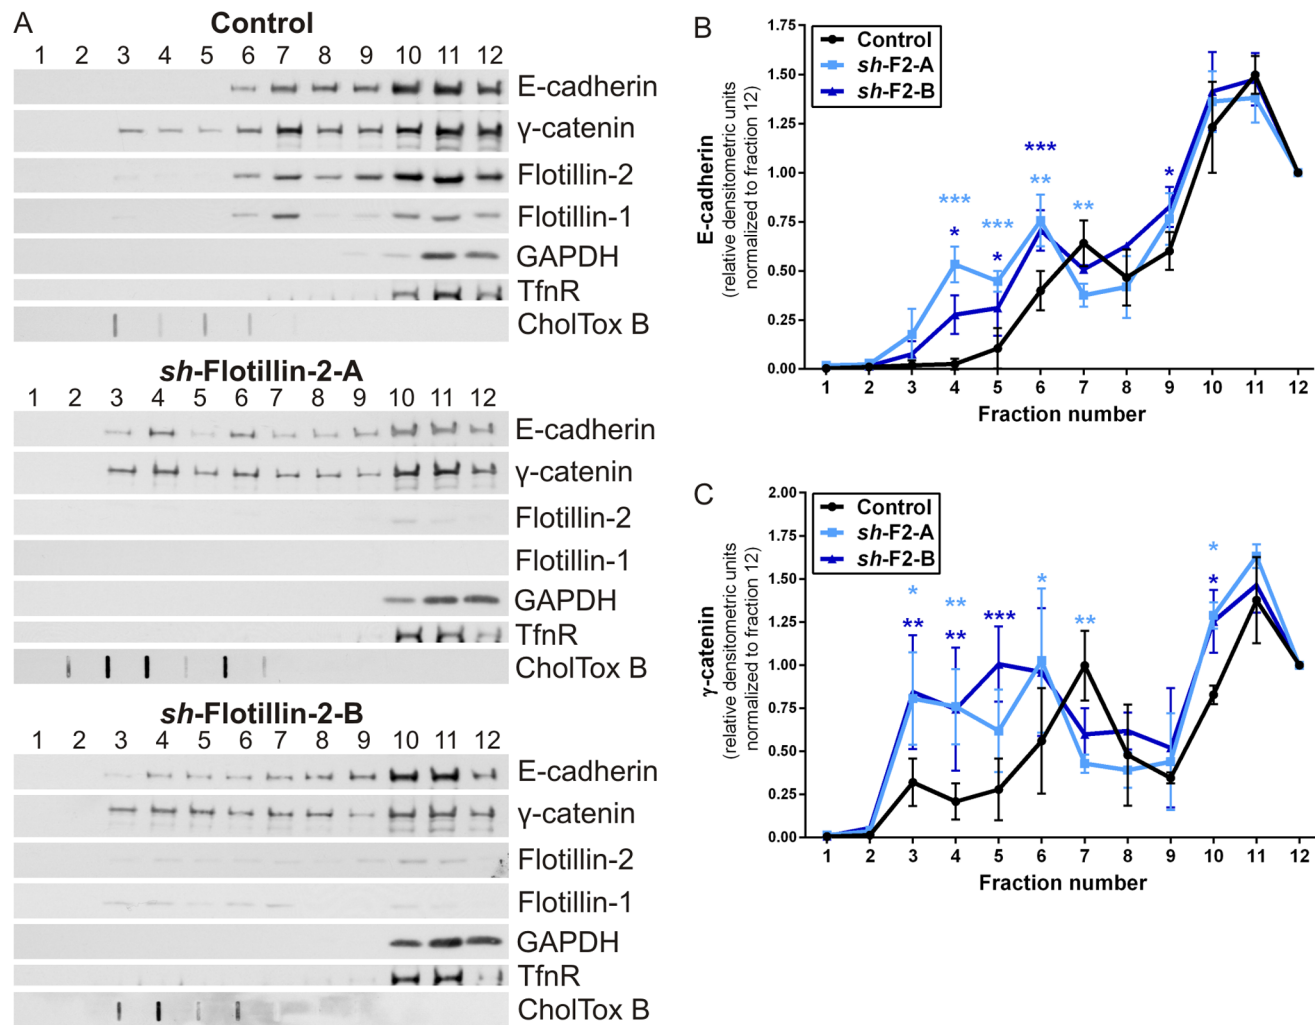 A
Control
1 2 3 4 5 6 7 8 9 10 11 12
E-cadherin
γ-catenin
Flotillin-2
Flotillin-1
GAPDH
TfnR
CholTox B
sh-Flotillin-2-A
1 2 3 4 5 6 7 8 9 10 11 12
E-cadherin
γ-catenin
Flotillin-2
Flotillin-1
GAPDH
TfnR
CholTox B
sh-Flotillin-2-B
1 2 3 4 5 6 7 8 9 10 11 12
E-cadherin
γ-catenin
Flotillin-2
Flotillin-1
GAPDH
TfnR
CholTox B
B
E-cadherin
(relative densitometric units
normalized to fraction 12)
1.75
1.50
1.25
1.00
0.75
0.50
0.25
0.00
Control
sh-F2-A
sh-F2-B
***
*
***
*
***
**
**
*
1 2 3 4 5 6 7 8 9 10 11 12
Fraction number
C
γ-catenin
(relative densitometric units
normalized to fraction 12)
2.00
1.75
1.50
1.25
1.00
0.75
0.50
0.25
0.00
Control
sh-F2-A
sh-F2-B
*
**
**
**
***
*
**
*
*
1 2 3 4 5 6 7 8 9 10 11 12
Fraction number